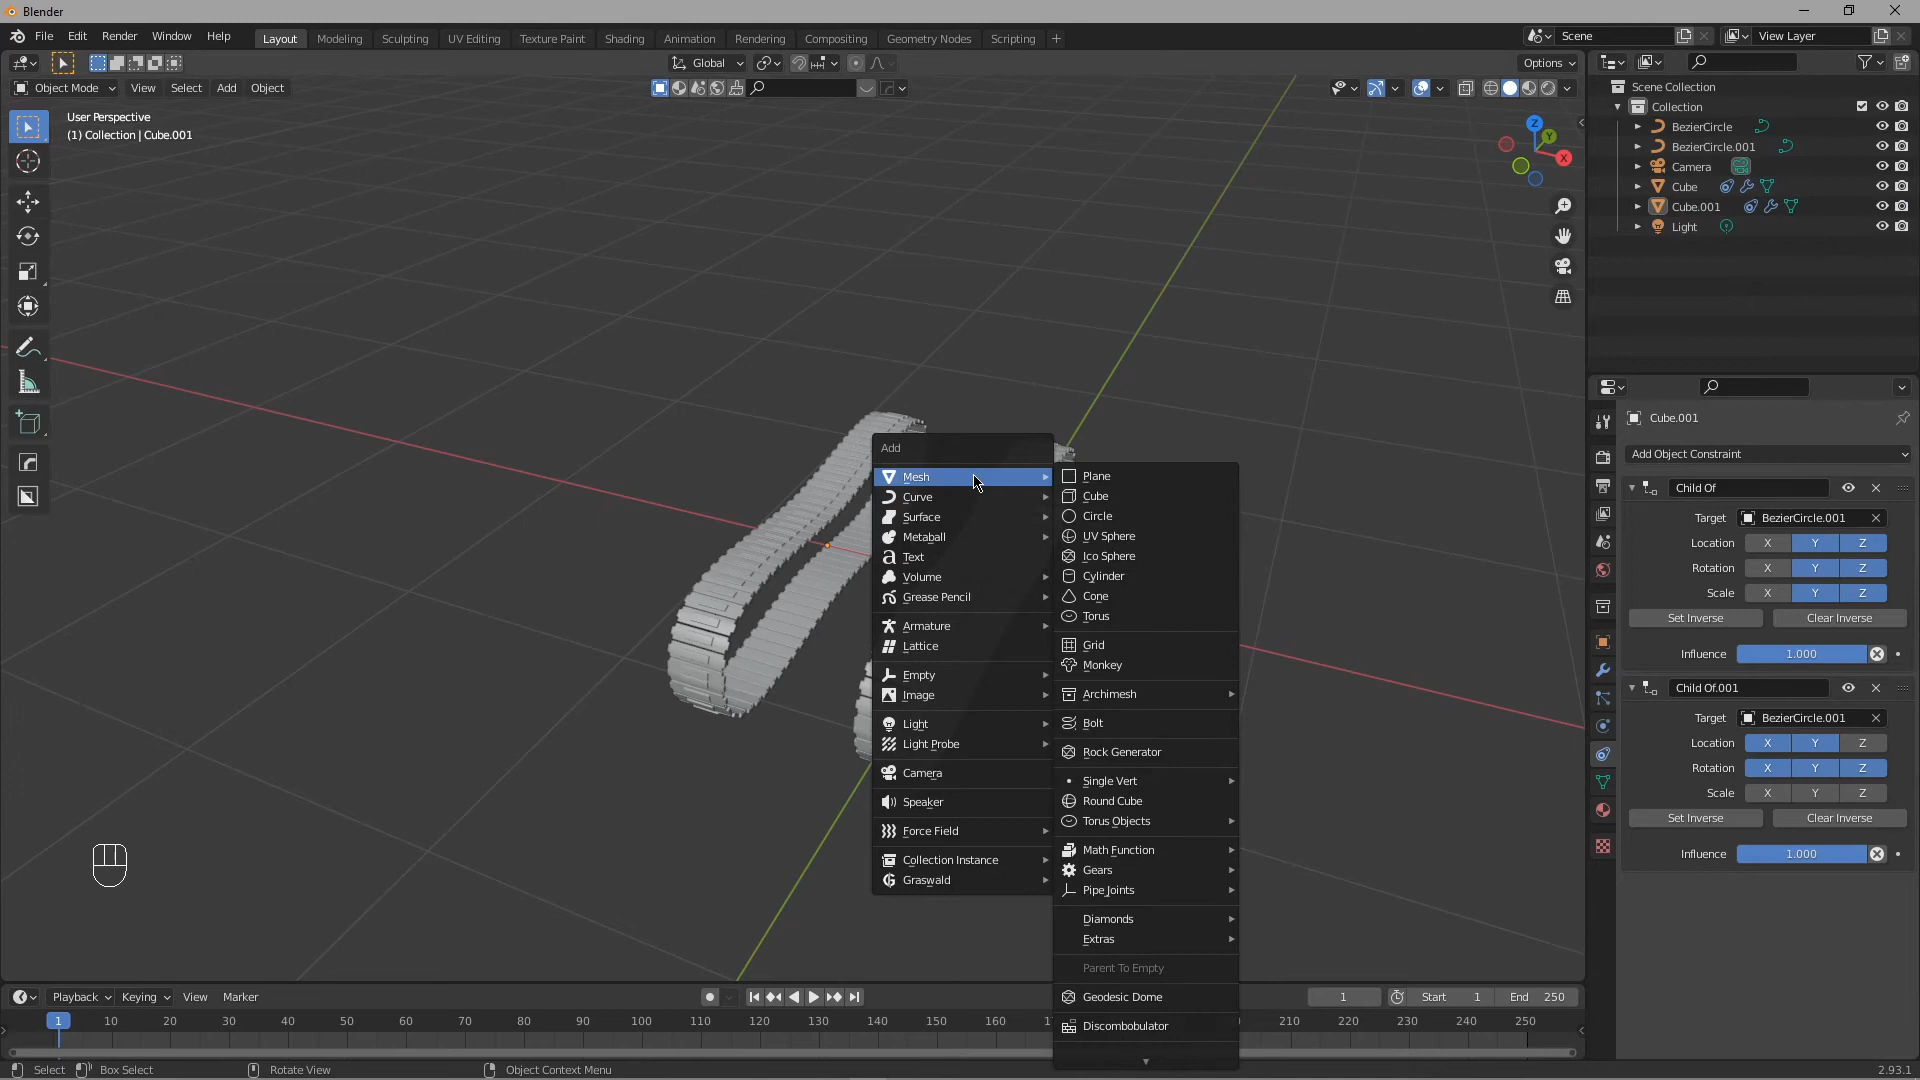 Blender
File Edit Render Window Help
Layout Modeling Sculpting UV Editing Texture Paint Shading Animation Rendering Compositing Geometry Nodes Scripting +
Scene
View Layer
Global
Options
Object Mode View Select Add Object
User Perspective
(1) Collection | Cube.001
Z
Y
X
Scene Collection
Collection
BezierCircle
BezierCircle.001
Camera
Cube
Cube.001
Light
Add
Mesh
Curve
Surface
Metaball
Text
Volume
Grease Pencil
Armature
Lattice
Empty
Image
Light
Light Probe
Camera
Speaker
Force Field
Collection Instance
Graswald
Plane
Cube
Circle
UV Sphere
Ico Sphere
Cylinder
Cone
Torus
Grid
Monkey
Archimesh
Bolt
Rock Generator
Single Vert
Round Cube
Torus Objects
Math Function
Gears
Pipe Joints
Diamonds
Extras
Parent To Empty
Geodesic Dome
Discombobulator
Cube.001
Add Object Constraint
Child Of
Target BezierCircle.001
Location X Y Z
Rotation X Y Z
Scale X Y Z
Set Inverse Clear Inverse
Influence 1.000
Child Of.001
Target BezierCircle.001
Location X Y Z
Rotation X Y Z
Scale X Y Z
Set Inverse Clear Inverse
Influence 1.000
Playback Keying View Marker
1 Start 1 End 250
1 10 20 30 40 50 60 70 80 90 100 110 120 130 140 150 160 210 220 230 240 250
Select Box Select Rotate View Object Context Menu 2.93.1